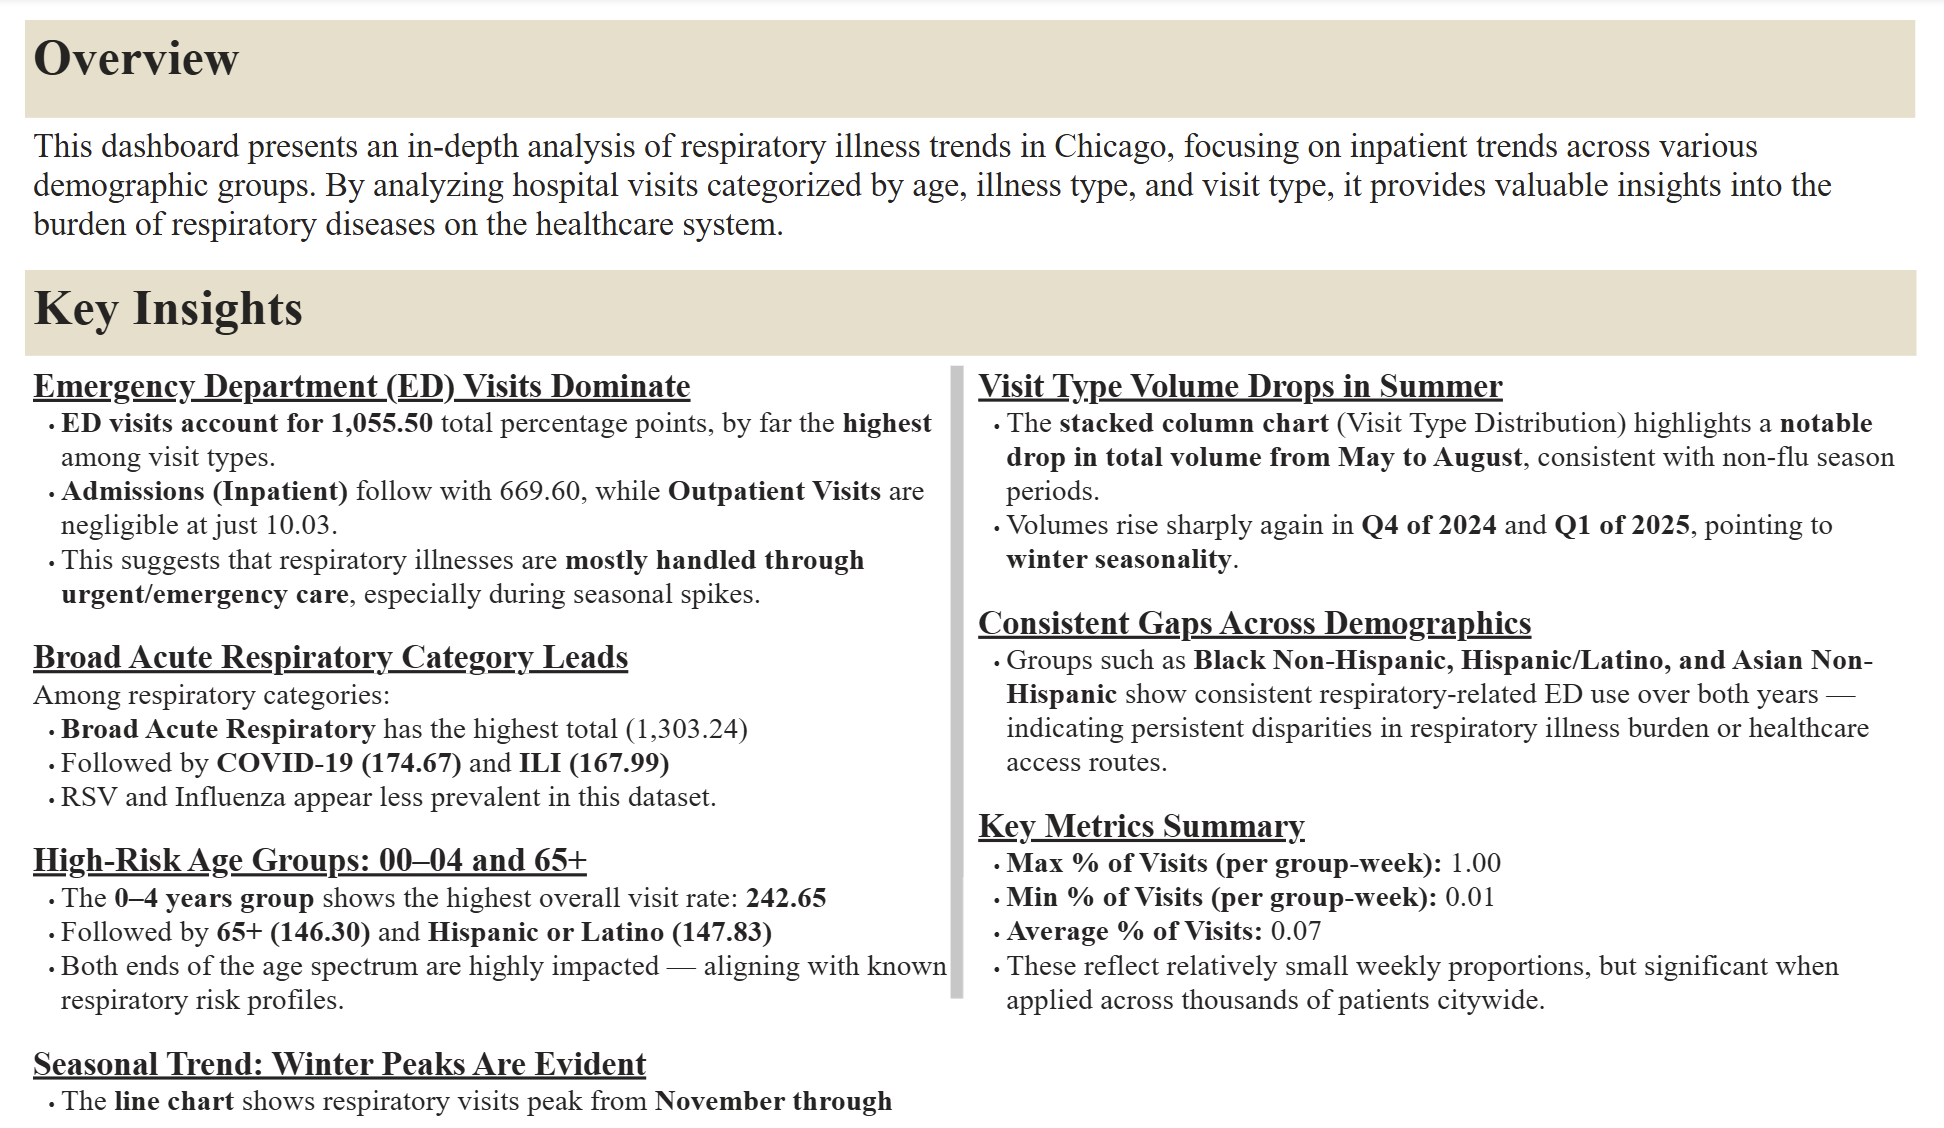 Overview
This dashboard presents an in-depth analysis of respiratory illness trends in Chicago, focusing on inpatient trends across various
demographic groups. By analyzing hospital visits categorized by age, illness type, and visit type, it provides valuable insights into the
burden of respiratory diseases on the healthcare system.
Key Insights
Emergency Department (ED) Visits Dominate
• ED visits account for 1,055.50 total percentage points, by far the highest
among visit types.
• Admissions (Inpatient) follow with 669.60, while Outpatient Visits are
negligible at just 10.03.
• This suggests that respiratory illnesses are mostly handled through
urgent/emergency care, especially during seasonal spikes.
Broad Acute Respiratory Category Leads
Among respiratory categories:
• Broad Acute Respiratory has the highest total (1,303.24)
• Followed by COVID-19 (174.67) and ILI (167.99)
• RSV and Influenza appear less prevalent in this dataset.
High-Risk Age Groups: 00–04 and 65+
• The 0–4 years group shows the highest overall visit rate: 242.65
• Followed by 65+ (146.30) and Hispanic or Latino (147.83)
• Both ends of the age spectrum are highly impacted — aligning with known
respiratory risk profiles.
Seasonal Trend: Winter Peaks Are Evident
• The line chart shows respiratory visits peak from November through
Visit Type Volume Drops in Summer
• The stacked column chart (Visit Type Distribution) highlights a notable
drop in total volume from May to August, consistent with non-flu season
periods.
• Volumes rise sharply again in Q4 of 2024 and Q1 of 2025, pointing to
winter seasonality.
Consistent Gaps Across Demographics
• Groups such as Black Non-Hispanic, Hispanic/Latino, and Asian Non-
Hispanic show consistent respiratory-related ED use over both years —
indicating persistent disparities in respiratory illness burden or healthcare
access routes.
Key Metrics Summary
• Max % of Visits (per group-week): 1.00
• Min % of Visits (per group-week): 0.01
• Average % of Visits: 0.07
• These reflect relatively small weekly proportions, but significant when
applied across thousands of patients citywide.